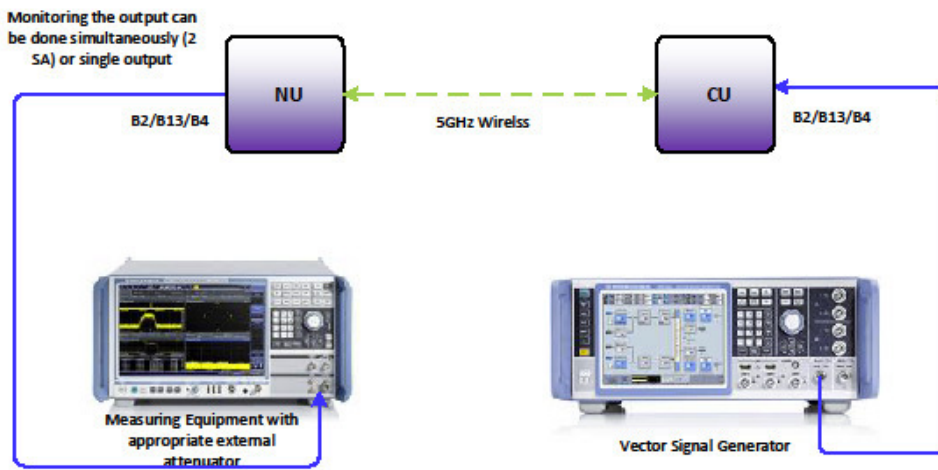 Monitoring the output can
be done simultaneously (2
SA) or single output
NU
CU
B2/B13/B4
5GHz Wirelss
B2/B13/B4
Measuring Equipment with
appropriate external
attenuator
Vector Signal Generator